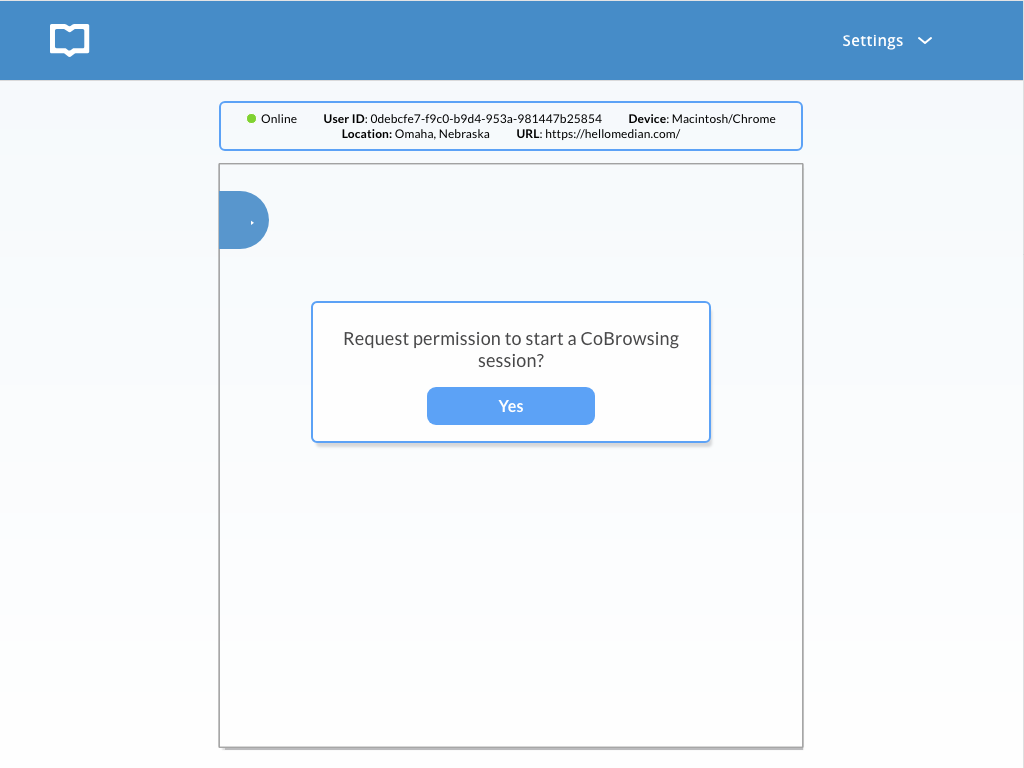 Settings
Online User ID: 0debcfe7-f9c0-b9d4-953a-981447b25854 Device: Macintosh/Chrome
Location: Omaha, Nebraska URL: https://hellomedian.com/
Request permission to start a CoBrowsing
session?
Yes